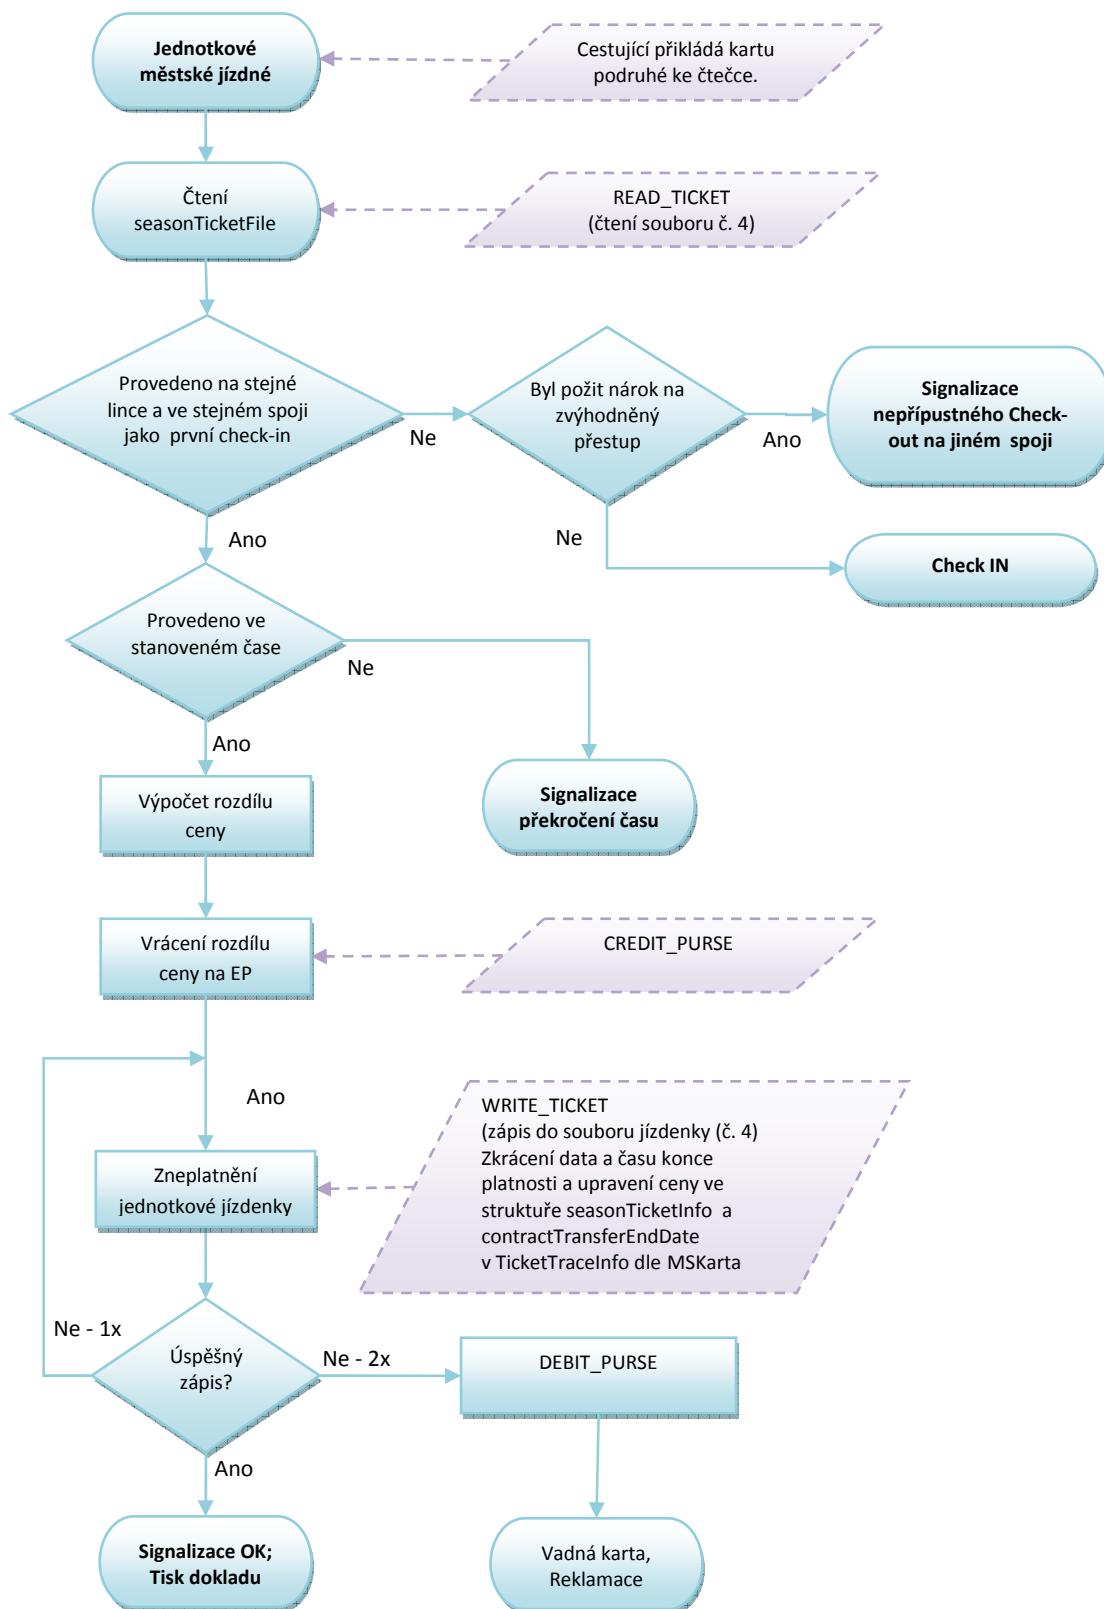 Jednotkové
městské jízdné
Cestující přikládá kartu
podruhé ke čtečce.
Čtení
seasonTicketFile
READ_TICKET
(čtení souboru č. 4)
Provedeno na stejné
lince a ve stejném spoji
jako  první check-in
Ne
Byl požit nárok na
zvýhodněný
přestup
Ano
Signalizace
nepřípustného Check-
out na jiném  spoji
Ano
Ne
Check IN
Provedeno ve
stanoveném čase
Ne
Ano
Výpočet rozdílu
ceny
Signalizace
překročení času
Vrácení rozdílu
ceny na EP
CREDIT_PURSE
Ano
WRITE_TICKET
(zápis do souboru jízdenky (č. 4)
Zkrácení data a času konce
platnosti a upravení ceny ve
struktuře seasonTicketInfo  a
contractTransferEndDate
v TicketTraceInfo dle MSKarta
Zneplatnění
jednotkové jízdenky
Ne - 1x
Úspěšný
zápis?
Ne - 2x
DEBIT_PURSE
Ano
Signalizace OK;
Tisk dokladu
Vadná karta,
Reklamace